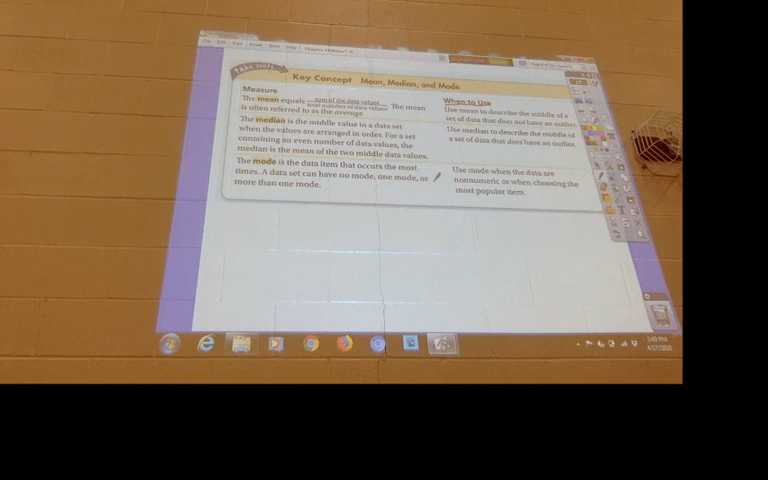 Take note
Key Concept Mean, Median, and Mode
Measure
The mean equals sum of the data values / total number of data values. The mean
is often referred to as the average.
The median is the middle value in a data set
when the values are arranged in order. For a set
containing an even number of data values, the
median is the mean of the two middle data values.
The mode is the data item that occurs the most
times. A data set can have no mode, one mode, or
more than one mode.
When to Use
Use mean to describe the middle of a
set of data that does not have an outlier.
Use median to describe the middle of
a set of data that does have an outlier.
Use mode when the data are
nonnumeric or when choosing the
most popular item.